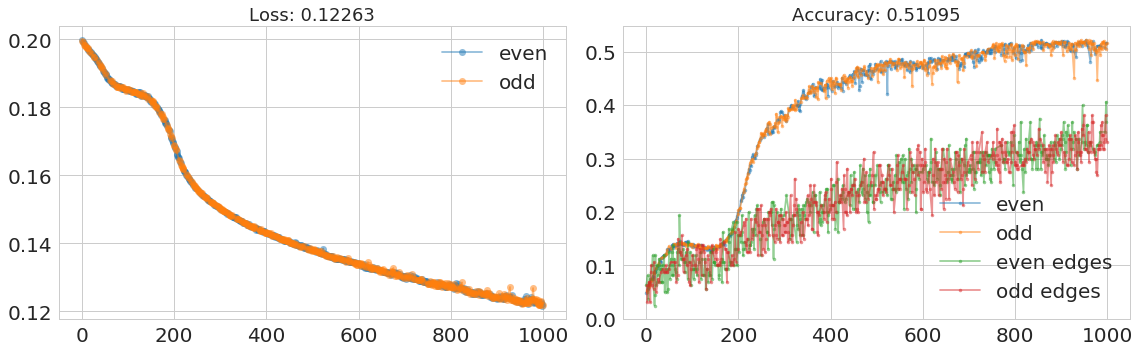 Loss: 0.12263
0.20
0.18
0.16
0.14
0.12
0 200 400 600 800 1000
even
odd
Accuracy: 0.51095
0.5
0.4
0.3
0.2
0.1
0.0
0 200 400 600 800 1000
even
odd
even edges
odd edges